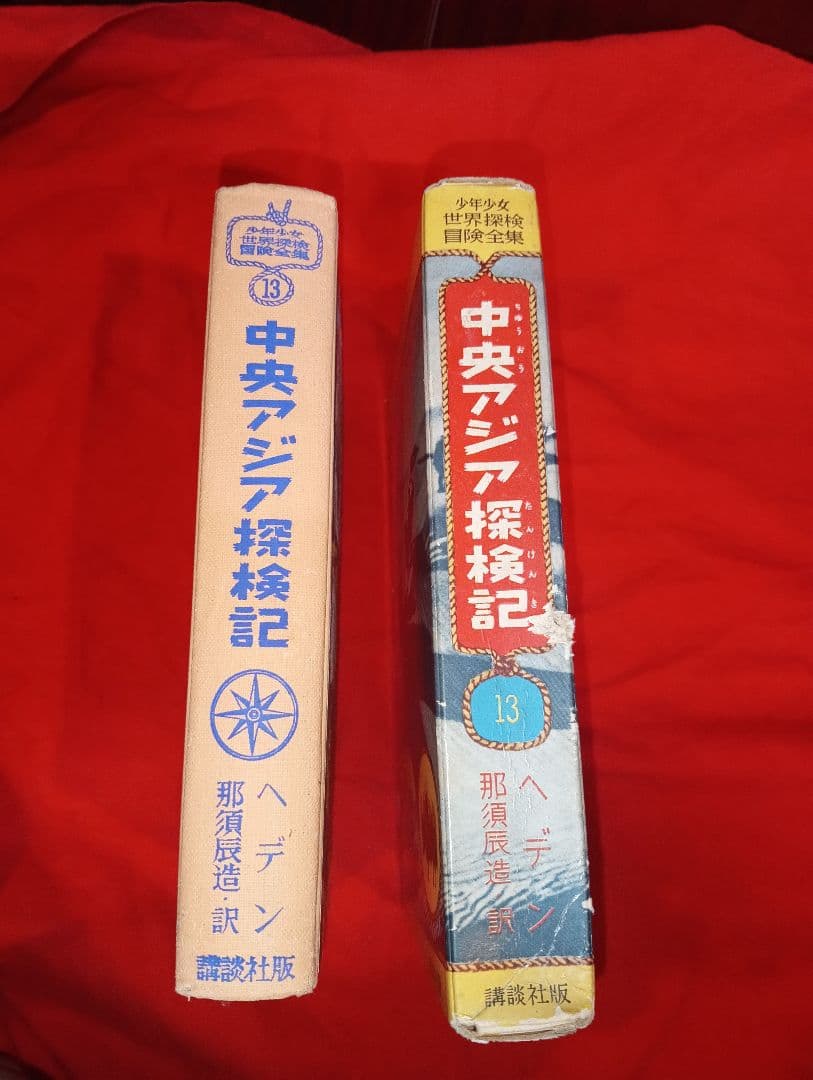 少年少女
世界探検
冒険全集
13
中央アジア探検記
ヘデン
那須辰造・訳
講談社版
少年少女
世界探検
冒険全集
ちゅうおう
中央アジア探検記
たんけんき
13
ヘデン
那須辰造 訳
講談社版